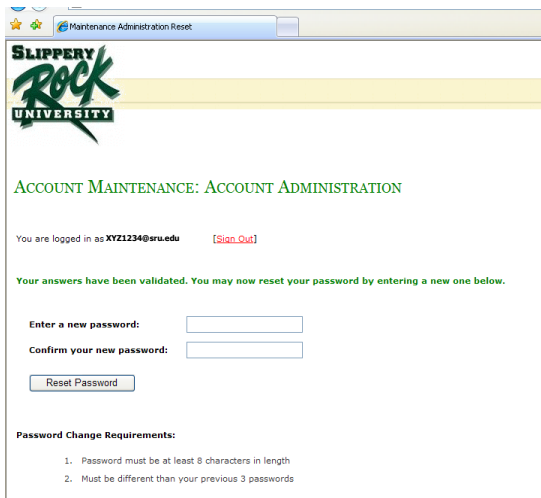 Maintenance Administration Reset
SLIPPERY
ROCK
UNIVERSITY
ACCOUNT MAINTENANCE: ACCOUNT ADMINISTRATION
You are logged in as XYZ1234@sru.edu [Sign Out]
Your answers have been validated. You may now reset your password by entering a new one below.
Enter a new password:
Confirm your new password:
Reset Password
Password Change Requirements:
1. Password must be at least 8 characters in length
2. Must be different than your previous 3 passwords